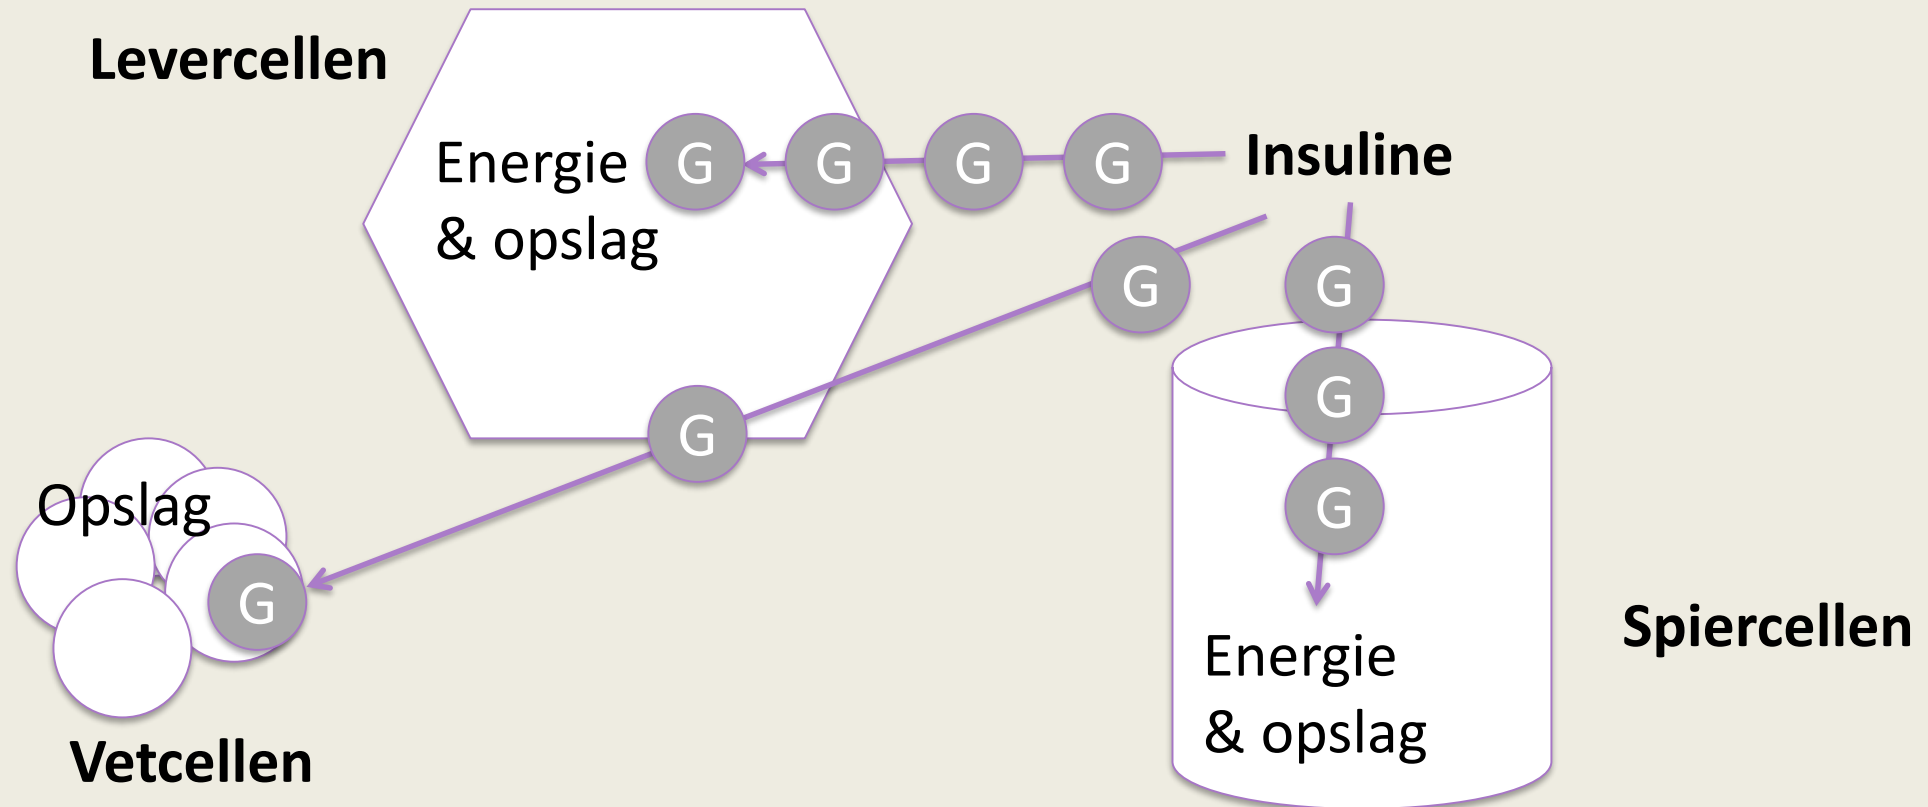 Levercellen
Energie G G G G Insuline
& opslag
G G
G
G
G
Opslag
G
Energie
& opslag
Spiercellen
Vetcellen